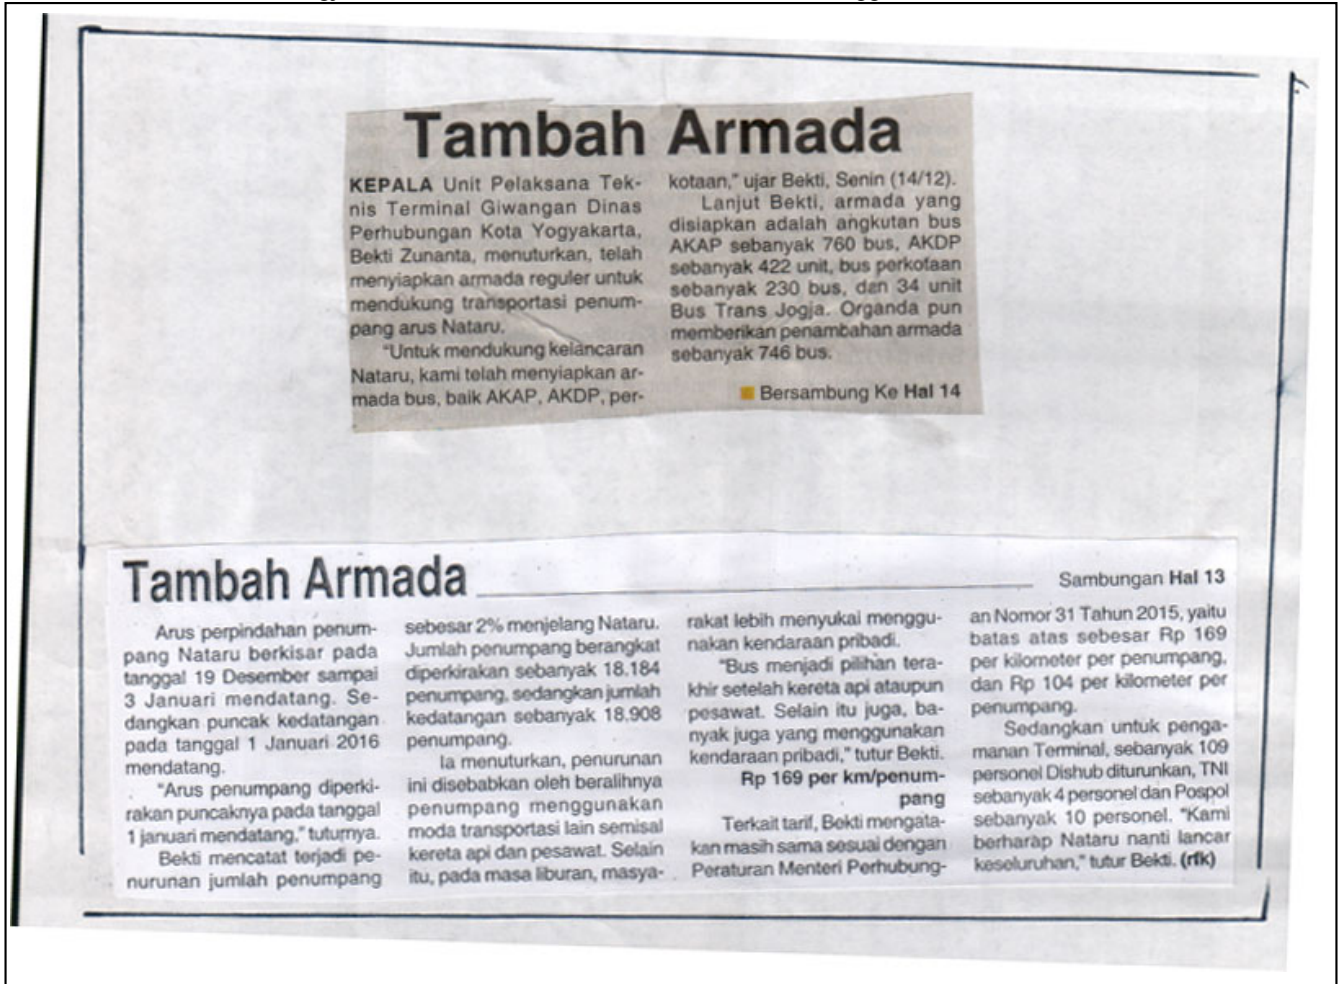 Tambah Armada
KEPALA Unit Pelaksana Tek-
nis Terminal Giwangan Dinas
Perhubungan Kota Yogyakarta,
Bekti Zunanta, menuturkan, telah
menyiapkan armada reguler untuk
mendukung transportasi penum-
pang arus Nataru.
"Untuk mendukung kelancaran
Nataru, kami telah menyiapkan ar-
mada bus, baik AKAP, AKDP, per-
kotaan," ujar Bekti, Senin (14/12).
Lanjut Bekti, armada yang
disiapkan adalah angkutan bus
AKAP sebanyak 760 bus, AKDP
sebanyak 422 unit, bus perkotaan
sebanyak 230 bus, dan 34 unit
Bus Trans Jogja. Organda pun
memberikan penambahan armada
sebanyak 746 bus.
Bersambung Ke Hal 14
Tambah Armada
Sambungan Hal 13
Arus perpindahan penum-
pang Nataru berkisar pada
tanggal 19 Desember sampai
3 Januari mendatang. Se-
dangkan puncak kedatangan
pada tanggal 1 Januari 2016
mendatang.
"Arus penumpang diperki-
rakan puncaknya pada tanggal
1 januari mendatang," tuturnya.
Bekti mencatat terjadi pe-
nurunan jumlah penumpang
sebesar 2% menjelang Nataru.
Jumlah penumpang berangkat
diperkirakan sebanyak 18.184
penumpang, sedangkan jumlah
kedatangan sebanyak 18.908
penumpang.
Ia menuturkan, penurunan
ini disebabkan oleh beralihnya
penumpang menggunakan
moda transportasi lain semisal
kereta api dan pesawat. Selain
itu, pada masa liburan, masya-
rakat lebih menyukai menggu-
nakan kendaraan pribadi.
"Bus menjadi pilihan tera-
khir setelah kereta api ataupun
pesawat. Selain itu juga, ba-
nyak juga yang menggunakan
kendaraan pribadi," tutur Bekti.
Rp 169 per km/penum-
pang
Terkait tarif, Bekti mengata-
kan masih sama sesuai dengan
Peraturan Menteri Perhubung-
an Nomor 31 Tahun 2015, yaitu
batas atas sebesar Rp 169
per kilometer per penumpang,
dan Rp 104 per kilometer per
penumpang.
Sedangkan untuk penga-
manan Terminal, sebanyak 109
personel Dishub diturunkan, TNI
sebanyak 4 personel dan Pospol
sebanyak 10 personel. "Kami
berharap Nataru nanti lancar
keseluruhan," tutur Bekti. (rfk)